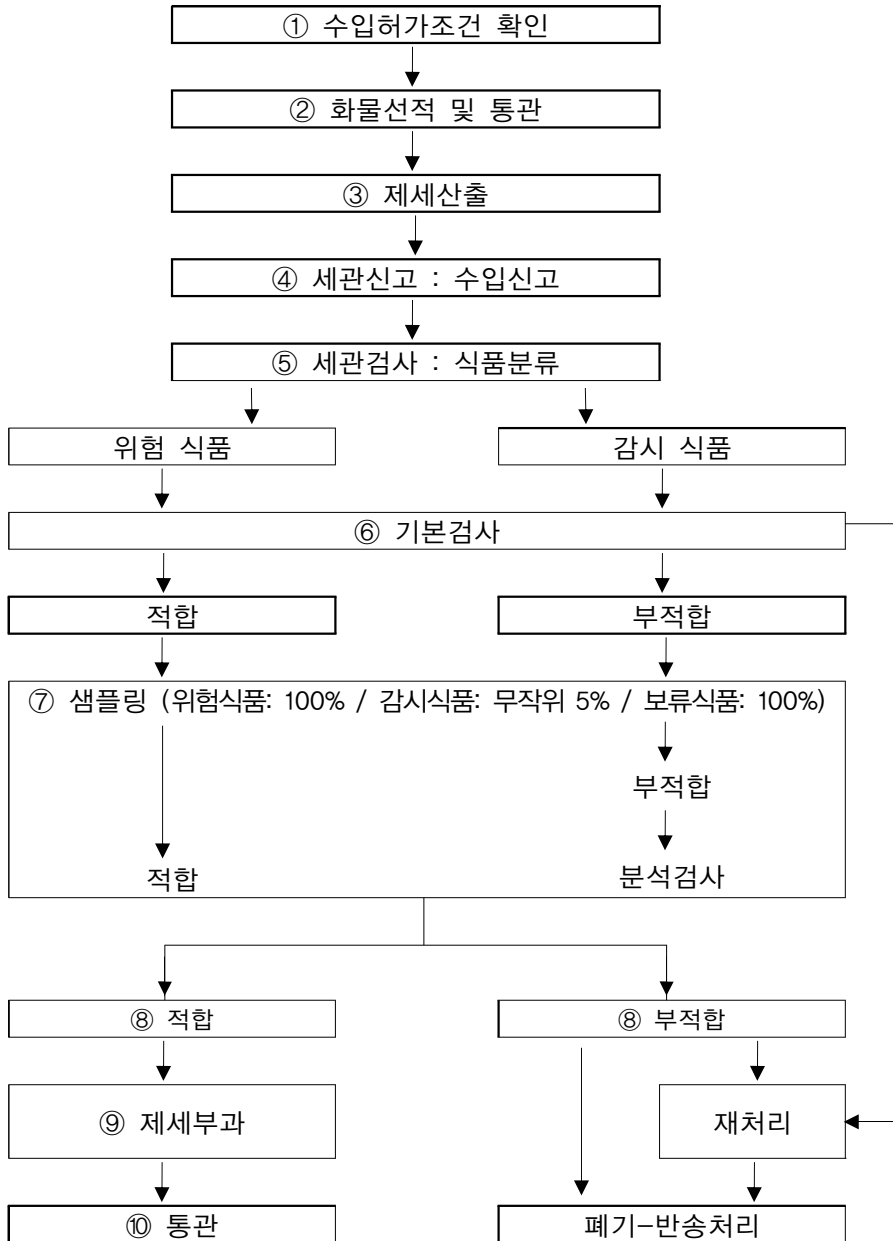 ① 수입허가조건 확인
② 화물선적 및 통관
③ 제세산출
④ 세관신고 : 수입신고
⑤ 세관검사 : 식품분류
위험 식품
감시 식품
⑥ 기본검사
적합
부적합
⑦ 샘플링 (위험식품: 100% / 감시식품: 무작위 5% / 보류식품: 100%)
부적합
적합
분석검사
⑧ 적합
⑧ 부적합
⑨ 제세부과
재처리
⑩ 통관
폐기-반송처리